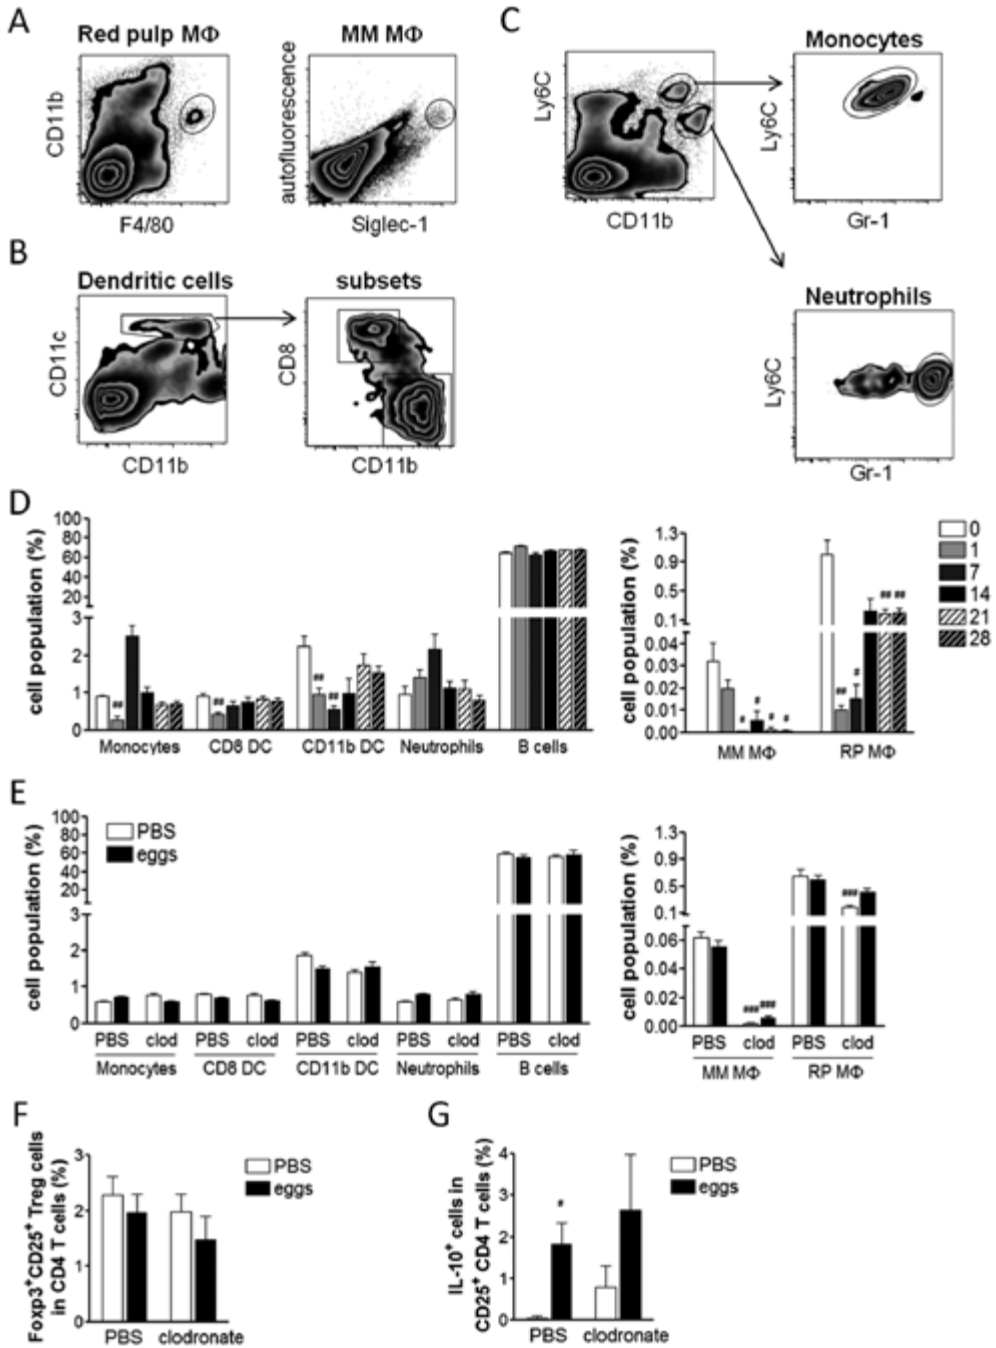 A
Red pulp MΦ
MM MΦ
CD11b
F4/80
autofluorescence
Siglec-1
B
Dendritic cells
subsets
CD11c
CD11b
CD8
CD11b
C
Monocytes
Ly6C
CD11b
Ly6C
Gr-1
Neutrophils
Ly6C
Gr-1
D
cell population (%)
100
80
60
40
20
3
2
1
0
## ## ## ##
Monocytes CD8 DC CD11b DC Neutrophils B cells
cell population (%)
1.3
0.9
0.5
0.1
0.04
0.03
0.02
0.01
0.00
# # # # ## # ## ##
MM MΦ RP MΦ
0
1
7
14
21
28
E
cell population (%)
100
80
60
40
20
3
2
1
0
PBS
eggs
PBS clod PBS clod PBS clod PBS clod PBS clod
Monocytes CD8 DC CD11b DC Neutrophils B cells
cell population (%)
1.3
0.9
0.5
0.1
0.06
0.04
0.02
0.00
### ### ###
PBS clod PBS clod
MM MΦ RP MΦ
F
Foxp3⁺CD25⁺ Treg cells
in CD4 T cells (%)
3
2
1
0
PBS clodronate
PBS
eggs
G
IL-10⁺ cells in
CD25⁺ CD4 T cells (%)
4
3
2
1
0
#
PBS clodronate
PBS
eggs